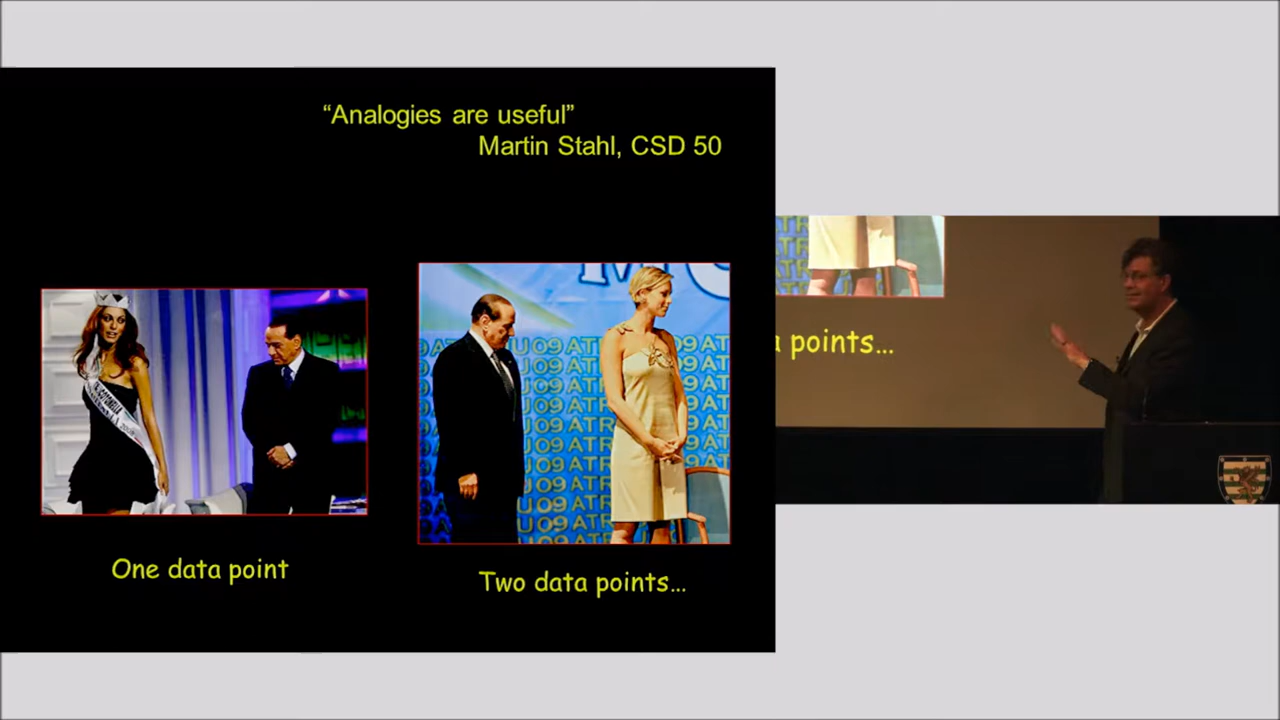 “Analogies are useful”
Martin Stahl, CSD 50
One data point
Two data points…
a points…